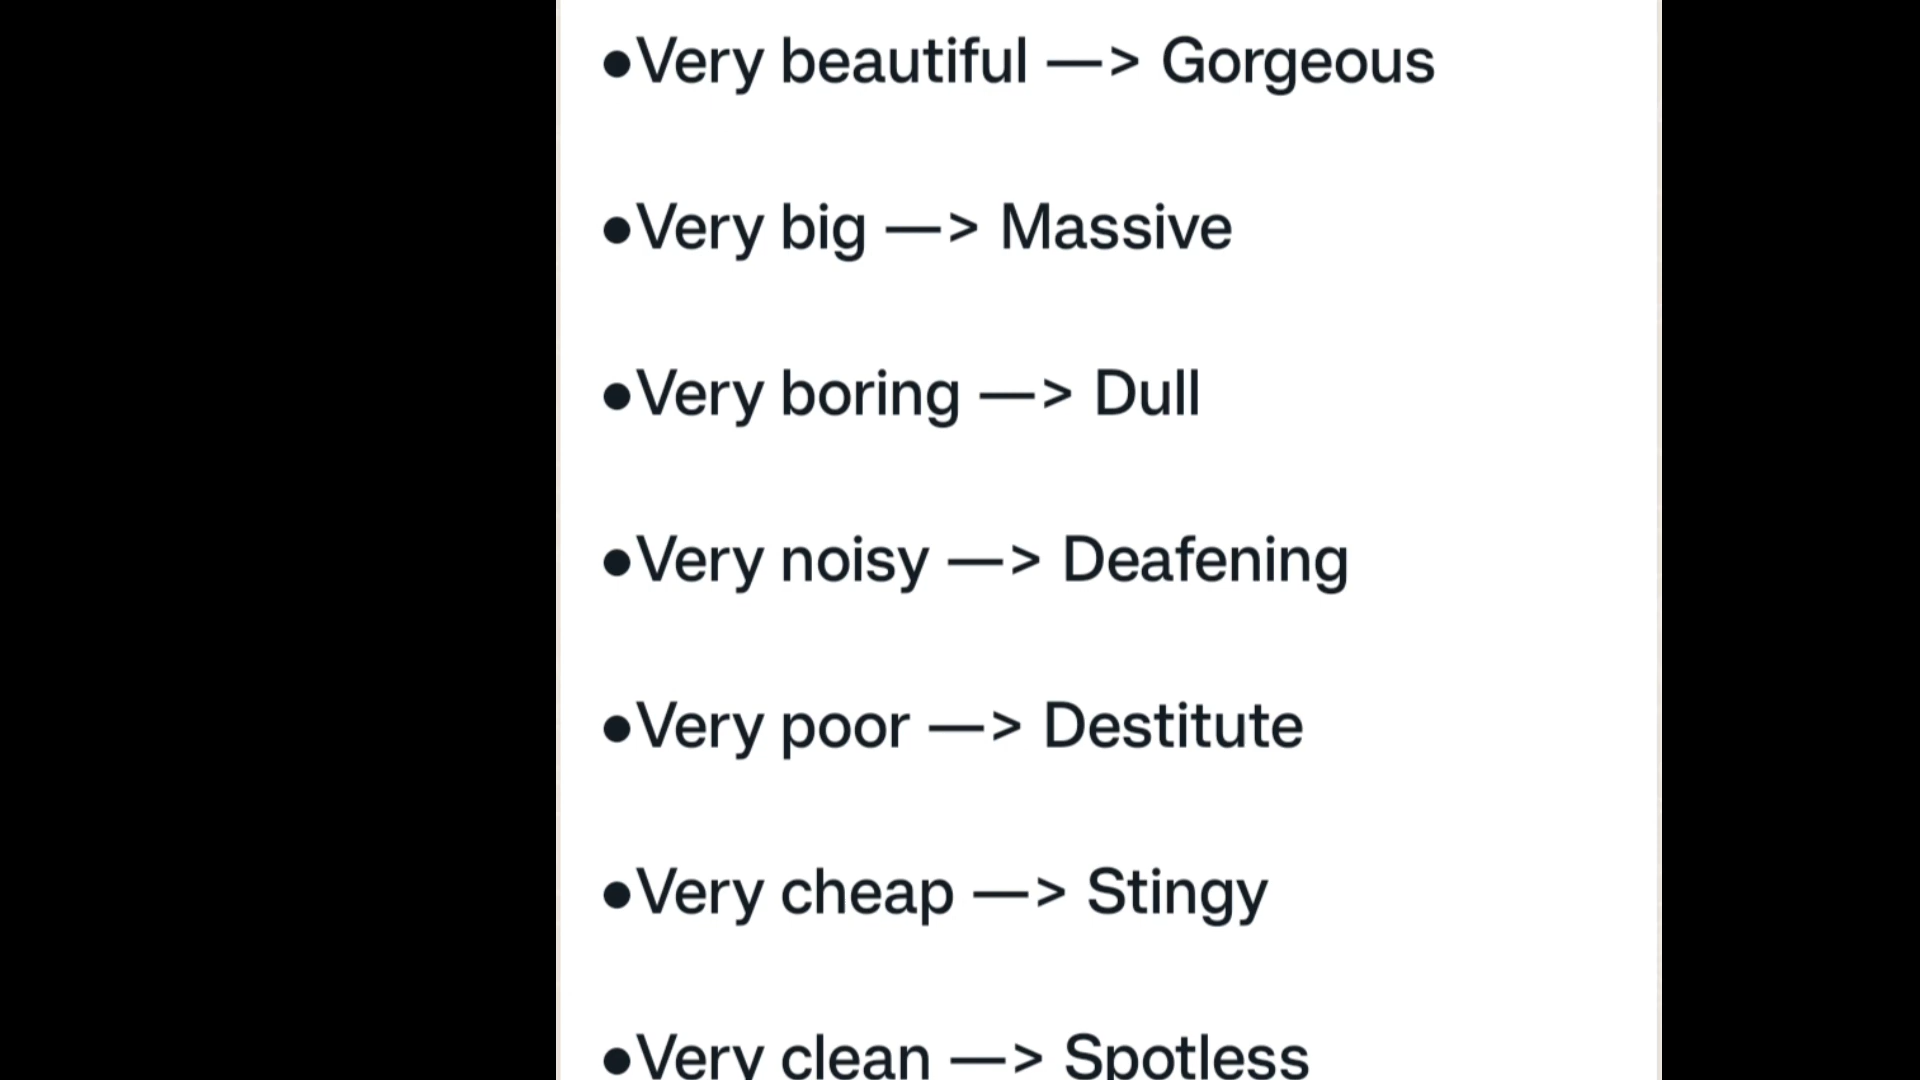 ●Very beautiful —> Gorgeous
●Very big —> Massive
●Very boring —> Dull
●Very noisy —> Deafening
●Very poor —> Destitute
●Very cheap —> Stingy
●Very clean —> Spotless